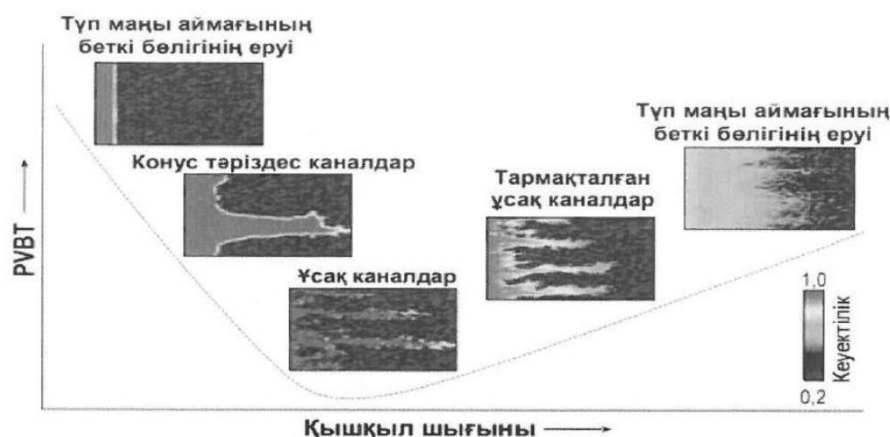 Түп маңы аймағының
беткі бөлігінің еруі
Түп маңы аймағының
беткі бөлігінің еруі
Конус тәріздес каналдар
Тармақталған
ұсақ каналдар
Ұсақ каналдар
PVBT
1,0
Кеуектілік
0,2
Қышқыл шығыны